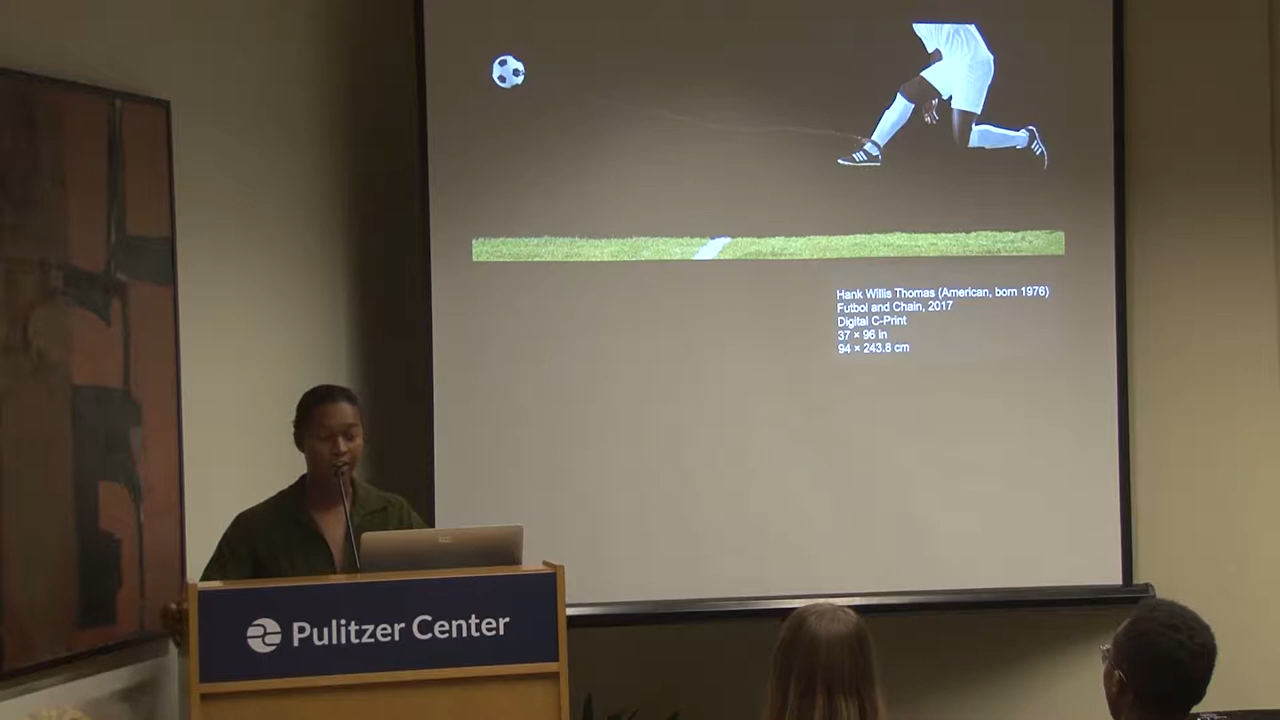 Hank Willis Thomas (American, born 1976)
Futbol and Chain, 2017
Digital C-Print
37 × 96 in
94 × 243.8 cm
Pulitzer Center